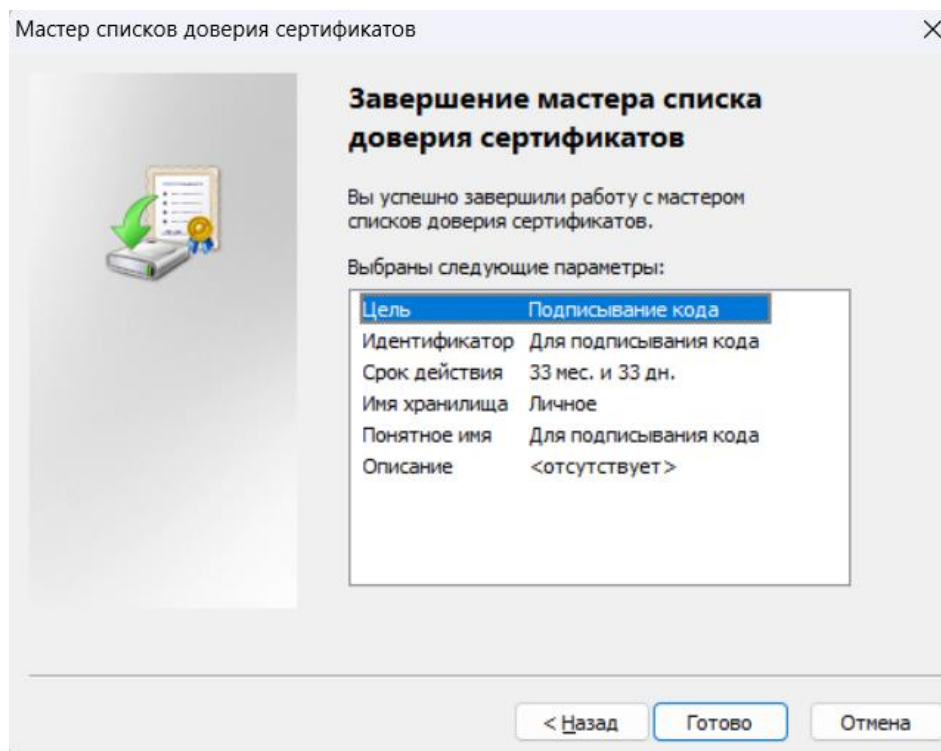 Мастер списков доверия сертификатов
Завершение мастера списка
доверия сертификатов
Вы успешно завершили работу с мастером
списков доверия сертификатов.
Выбраны следующие параметры:
Цель Подписывание кода
Идентификатор Для подписывания кода
Срок действия 33 мес. и 33 дн.
Имя хранилища Личное
Понятное имя Для подписывания кода
Описание <отсутствует>
< Назад Готово Отмена